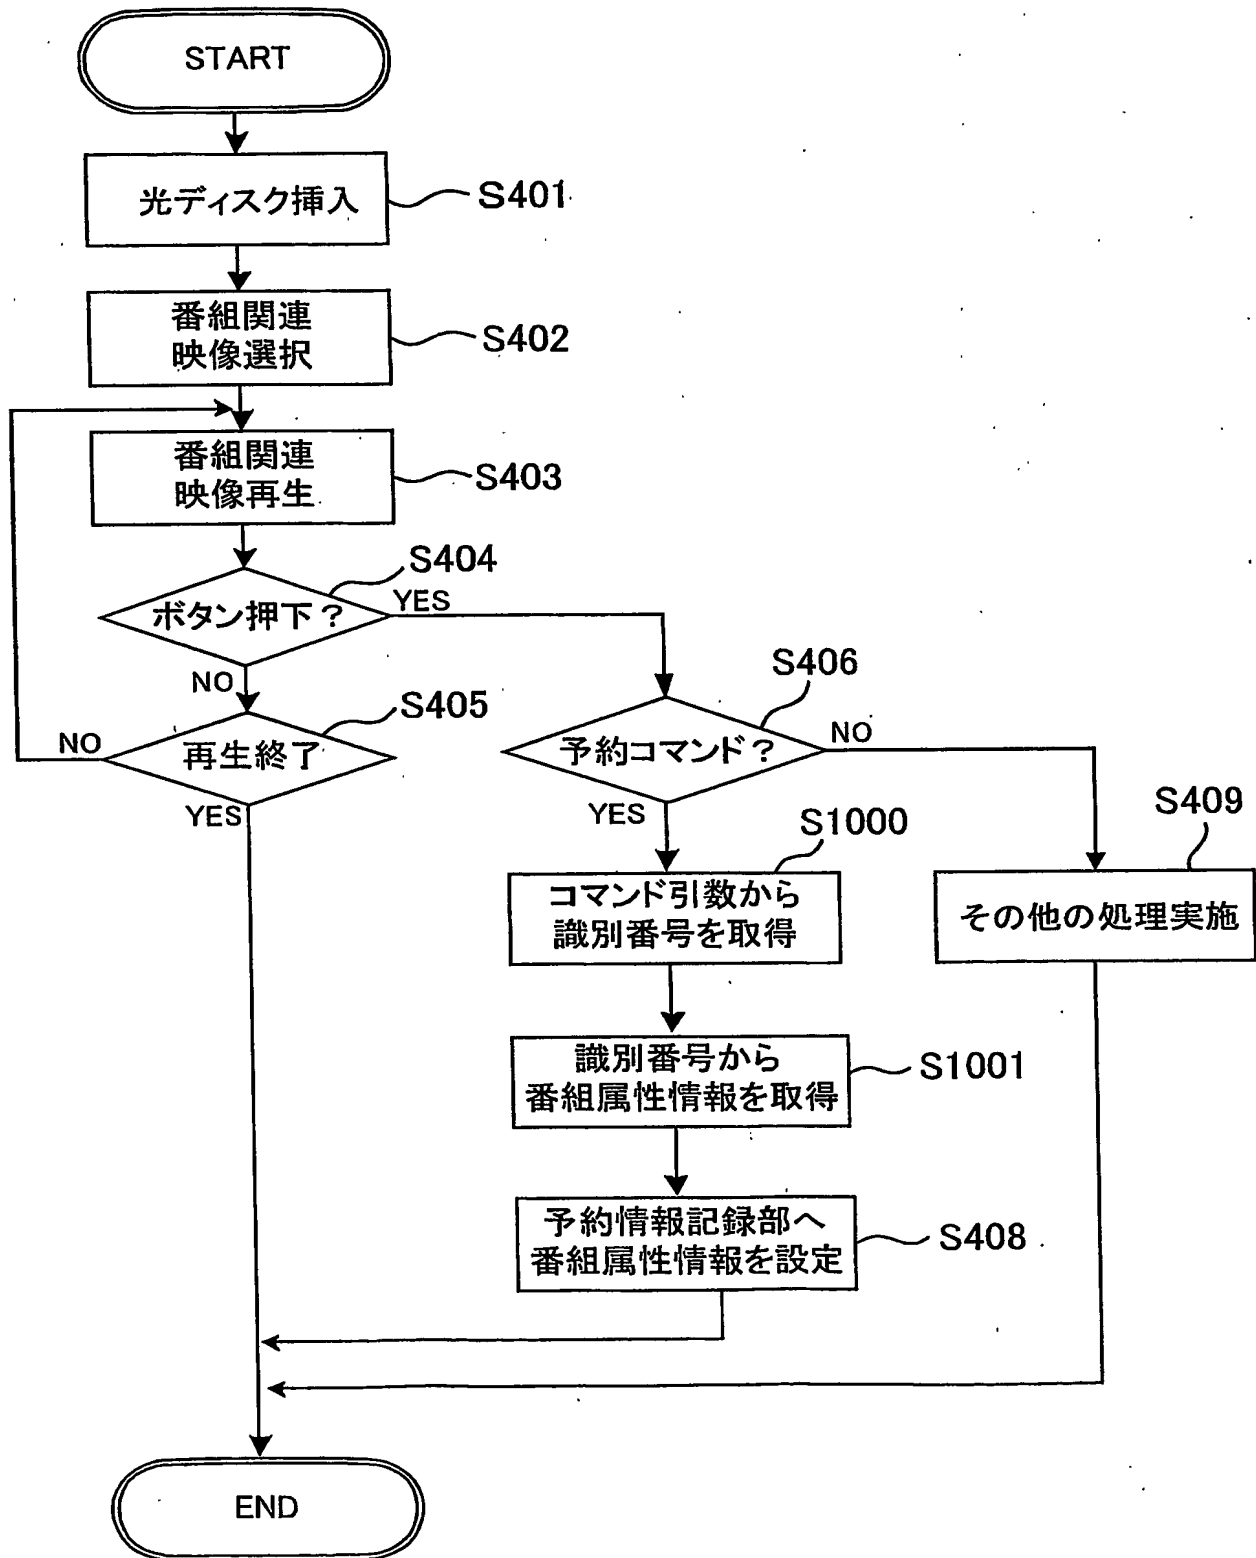 START
光ディスク挿入
S401
番組関連
映像選択
S402
番組関連
映像再生
S403
S404
ボタン押下？
YES
NO
S405
再生終了
NO
YES
S406
予約コマンド？
NO
YES
S409
その他の処理実施
S1000
コマンド引数から
識別番号を取得
識別番号から
番組属性情報を取得
S1001
予約情報記録部へ
番組属性情報を設定
S408
END